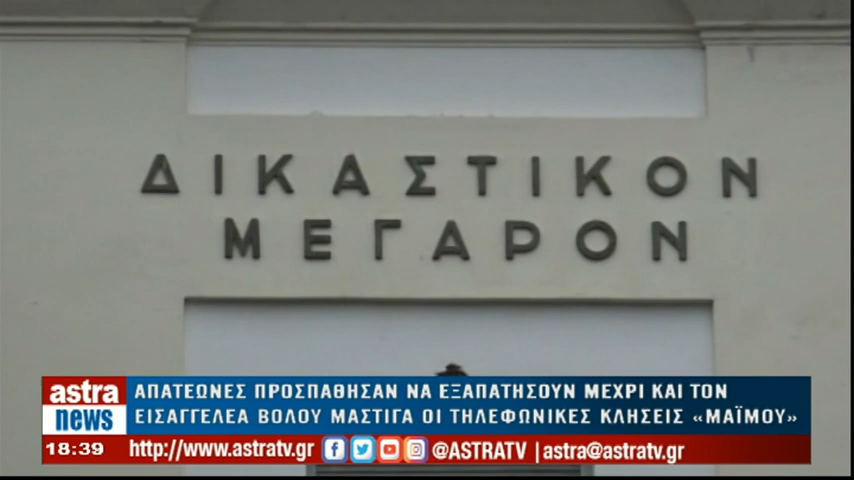 ΔΙΚΑΣΤΙΚΟΝ
ΜΕΓΑΡΟΝ
astra
news
ΑΠΑΤΕΩΝΕΣ ΠΡΟΣΠΑΘΗΣΑΝ ΝΑ ΕΞΑΠΑΤΗΣΟΥΝ ΜΕΧΡΙ ΚΑΙ ΤΟΝ
ΕΙΣΑΓΓΕΛΕΑ ΒΟΛΟΥ ΜΑΣΤΙΓΑ ΟΙ ΤΗΛΕΦΩΝΙΚΕΣ ΚΛΗΣΕΙΣ «ΜΑΪΜΟΥ»
18:39 http://www.astratv.gr @ASTRATV | astra@astratv.gr